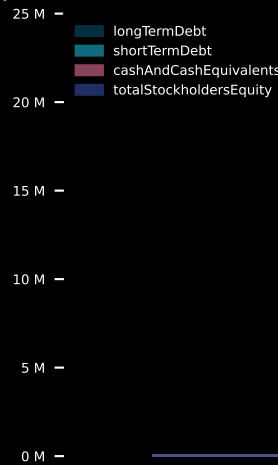 25 M
longTermDebt
shortTermDebt
cashAndCashEquivalents
20 M
totalStockholdersEquity
15 M
10 M
5 M
0 M